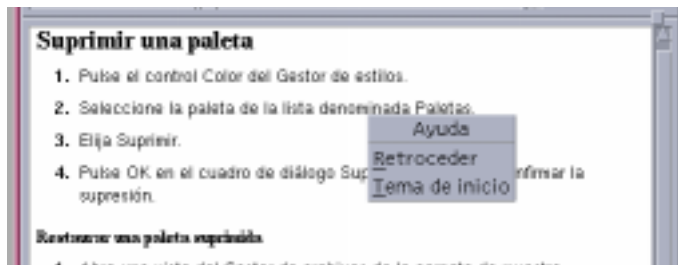 Suprimir una paleta
1. Pulse el control Color del Gestor de estilos.
2. Seleccione la paleta de la lista denominada Paletas.
3. Elija Suprimir.
4. Pulse OK en el cuadro de diálogo la
supresión.
Ayuda
Retroceder
Tema de inicio
Restaurar una paleta suprimida